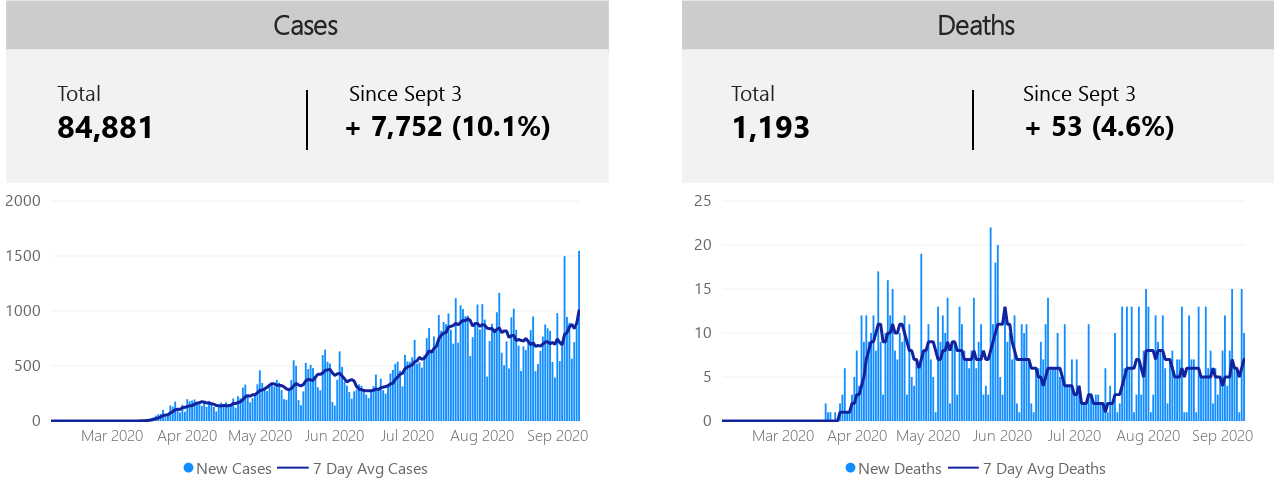 Cases
Total
84,881
Since Sept 3
+ 7,752 (10.1%)
2000
1500
1000
500
0
Mar 2020 Apr 2020 May 2020 Jun 2020 Jul 2020 Aug 2020 Sep 2020
New Cases 7 Day Avg Cases
Deaths
Total
1,193
Since Sept 3
+ 53 (4.6%)
25
20
15
10
5
0
Mar 2020 Apr 2020 May 2020 Jun 2020 Jul 2020 Aug 2020 Sep 2020
New Deaths 7 Day Avg Deaths